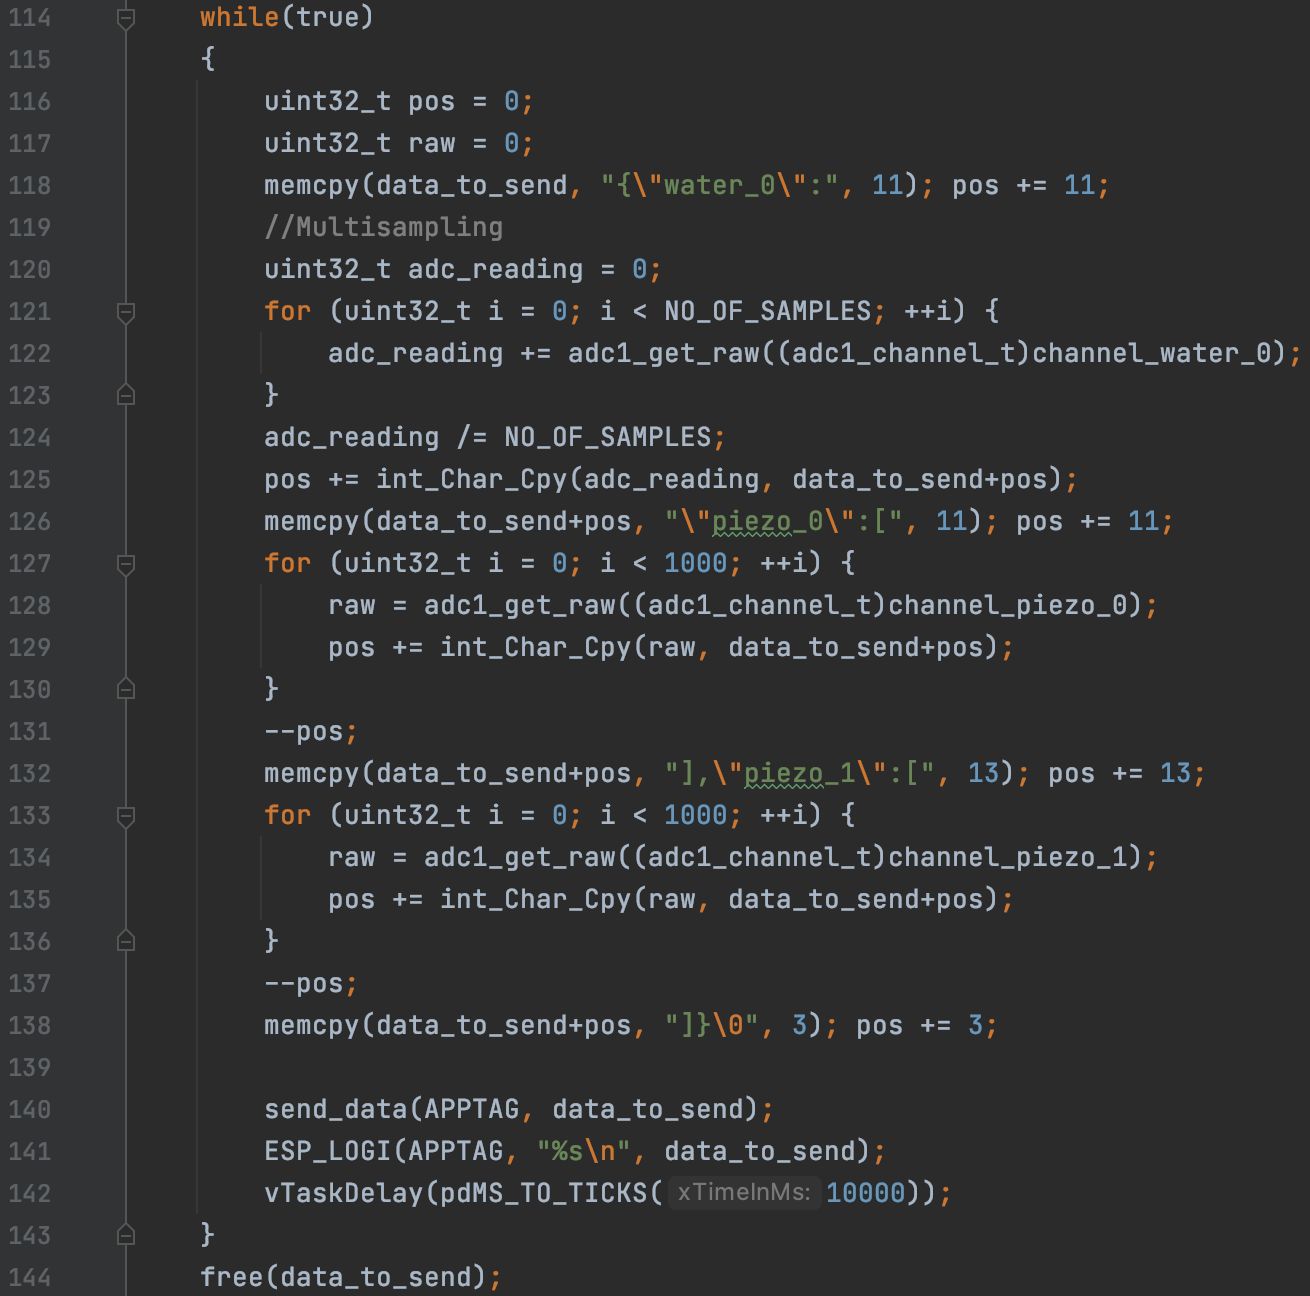 114 while(true)
115 {
116 uint32_t pos = 0;
117 uint32_t raw = 0;
118 memcpy(data_to_send, "{\"water_0\":", 11); pos += 11;
119 //Multisampling
120 uint32_t adc_reading = 0;
121 for (uint32_t i = 0; i < NO_OF_SAMPLES; ++i) {
122 adc_reading += adc1_get_raw((adc1_channel_t)channel_water_0);
123 }
124 adc_reading /= NO_OF_SAMPLES;
125 pos += int_Char_Cpy(adc_reading, data_to_send+pos);
126 memcpy(data_to_send+pos, "\"piezo_0\":[", 11); pos += 11;
127 for (uint32_t i = 0; i < 1000; ++i) {
128 raw = adc1_get_raw((adc1_channel_t)channel_piezo_0);
129 pos += int_Char_Cpy(raw, data_to_send+pos);
130 }
131 --pos;
132 memcpy(data_to_send+pos, "],\"piezo_1\":[", 13); pos += 13;
133 for (uint32_t i = 0; i < 1000; ++i) {
134 raw = adc1_get_raw((adc1_channel_t)channel_piezo_1);
135 pos += int_Char_Cpy(raw, data_to_send+pos);
136 }
137 --pos;
138 memcpy(data_to_send+pos, "]}\0", 3); pos += 3;
139
140 send_data(APPTAG, data_to_send);
141 ESP_LOGI(APPTAG, "%s\n", data_to_send);
142 vTaskDelay(pdMS_TO_TICKS( xTimeInMs: 10000));
143 }
144 free(data_to_send);